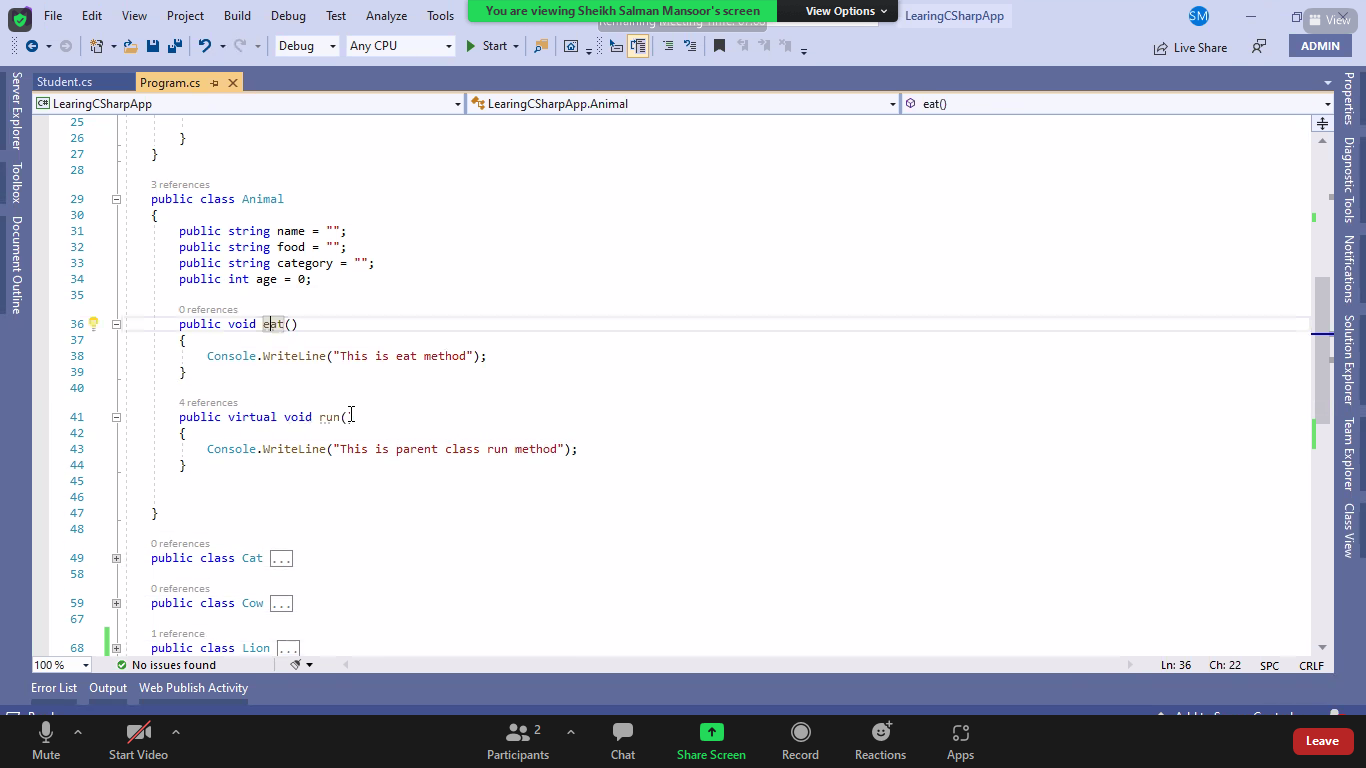 File Edit View Project Build Debug Test Analyze Tools
You are viewing Sheikh Salman Mansoor's screen View Options
LearingCSharpApp SM View
Debug Any CPU Start Live Share ADMIN
Student.cs Program.cs
LearingCSharpApp LearingCSharpApp.Animal eat()
Server Explorer
Toolbox
Document Outline
25
26 }
27 }
28
3 references
29 public class Animal
30 {
31 public string name = "";
32 public string food = "";
33 public string category = "";
34 public int age = 0;
35
0 references
36 public void eat()
37 {
38 Console.WriteLine("This is eat method");
39 }
40
4 references
41 public virtual void run()
42 {
43 Console.WriteLine("This is parent class run method");
44 }
45
46
47 }
48
0 references
49 public class Cat ...
58
0 references
59 public class Cow ...
67
1 reference
68 public class Lion ...
Properties
Diagnostic Tools
Notifications
Solution Explorer
Team Explorer
Class View
100 % No issues found Ln: 36 Ch: 22 SPC CRLF
Error List Output Web Publish Activity
Mute Start Video Participants 2 Chat Share Screen Record Reactions Apps Leave